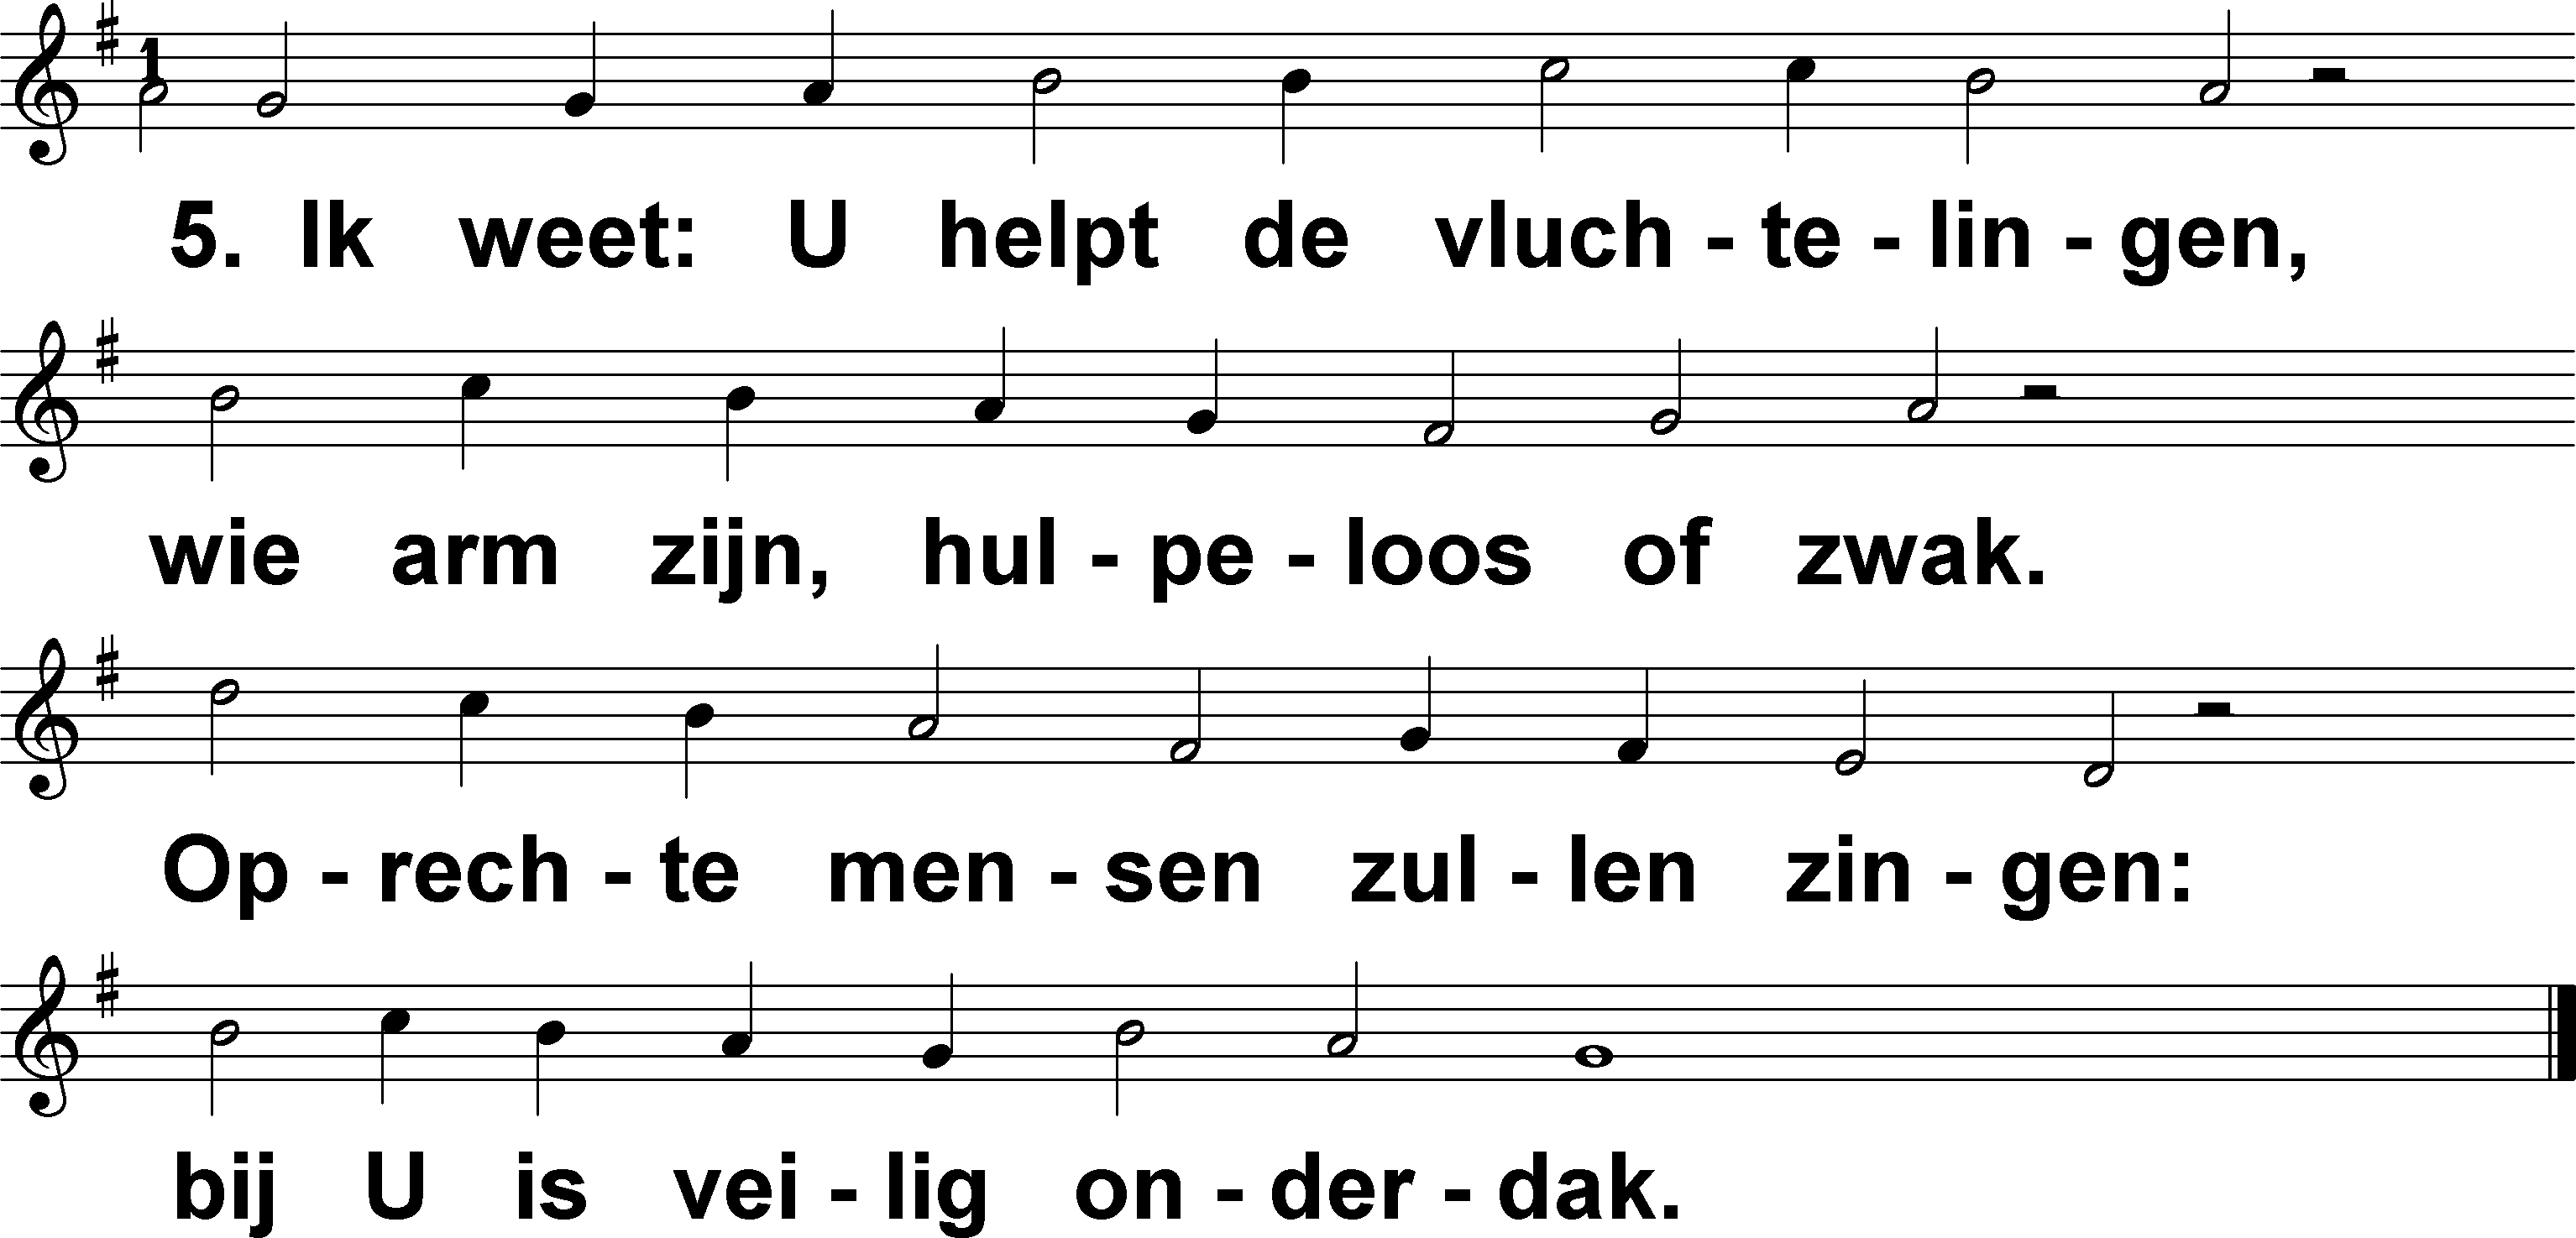 1
5. Ik weet: U helpt de vluch - te - lin - gen,
wie arm zijn, hul - pe - loos of zwak.
Op - rech - te men - sen zul - len zin - gen:
bij U is vei - lig on - der - dak.